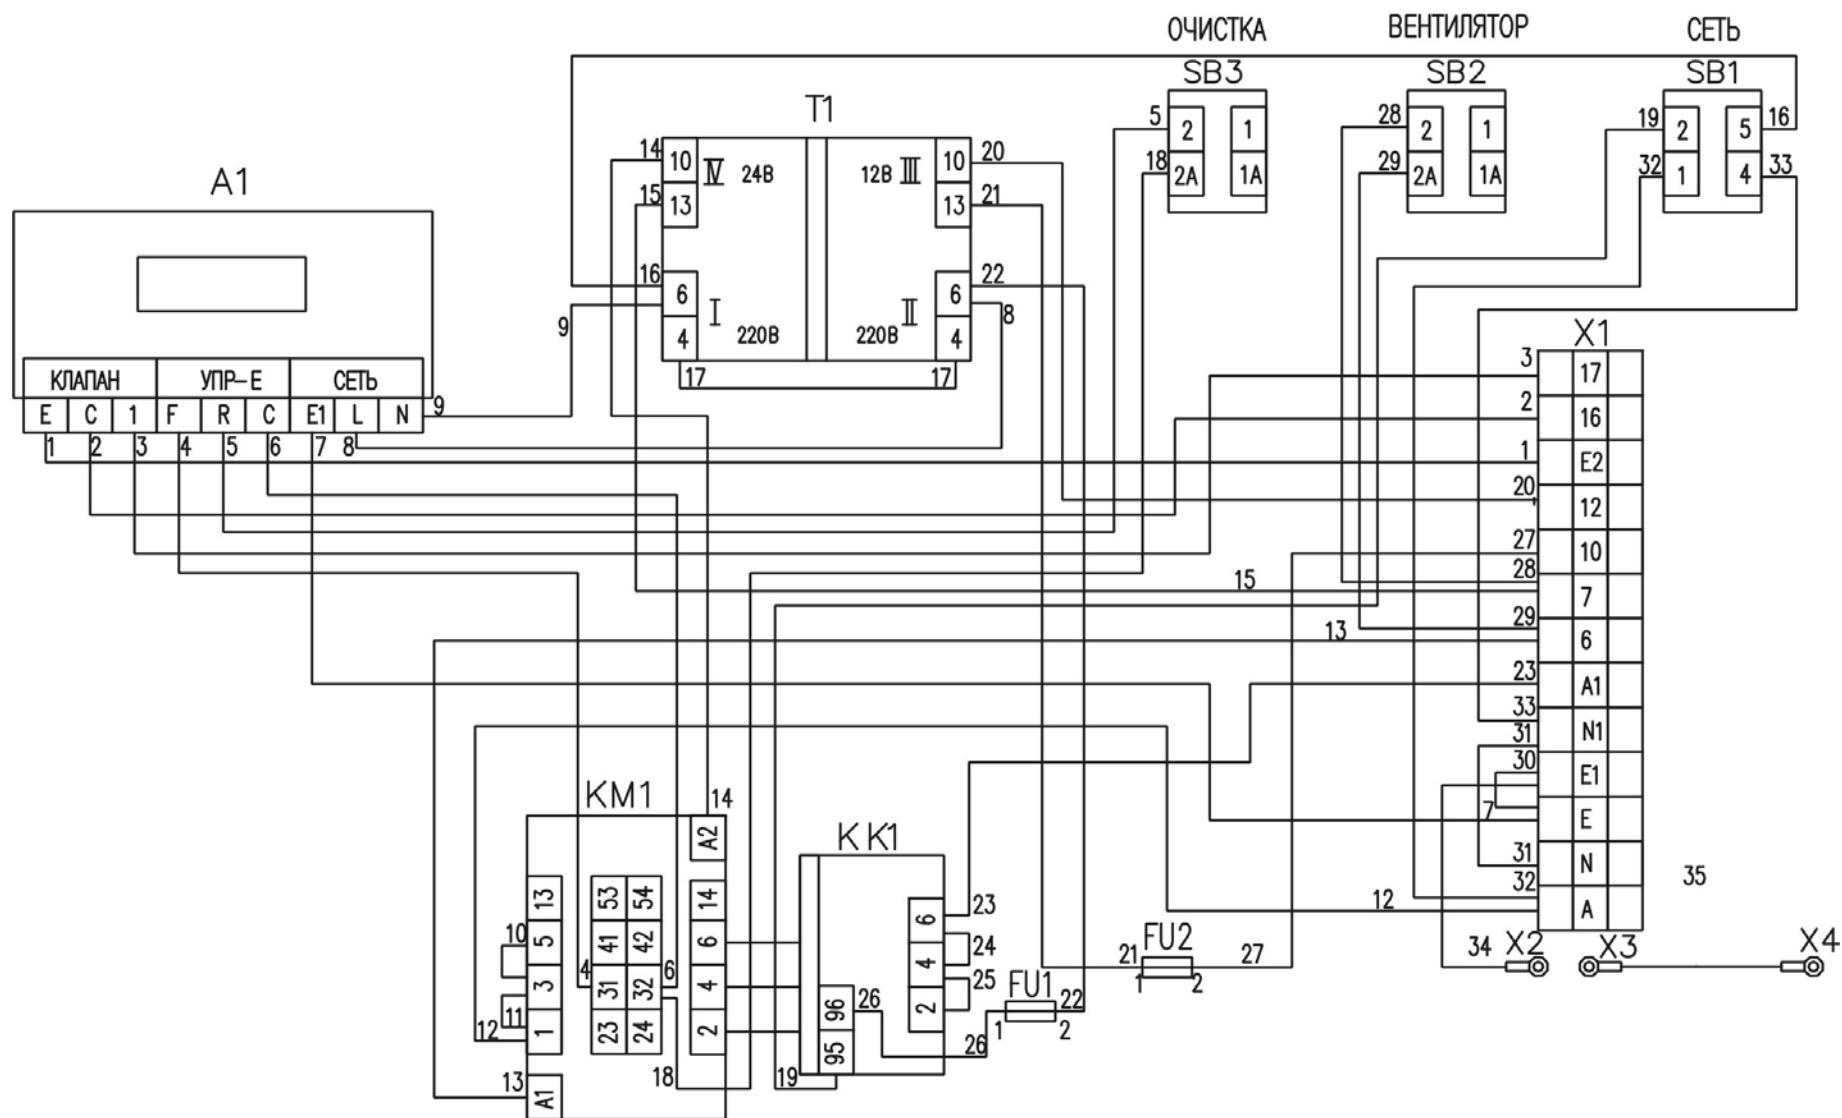 ОЧИСТКА ВЕНТИЛЯТОР СЕТЬ
SB3 SB2 SB1
T1
5 2 1 28 2 1 19 2 5 16
18 2A 1A 29 2A 1A 32 1 4 33
14 10 IV 24В 12В III 10 20
15 13 13 21
16 6 I II 6 22
8
9 4 220В 220В 4
17 17
A1
КЛАПАН УПР-Е СЕТЬ
E C 1 F R C E1 L N 9
1 2 3 4 5 6 7 8
X1
3 17
2 16
1 E2
20 12
27 10
28
15 7
29
13 6
23 A1
33 N1
31
30 E1
7 E
31 N
32
12 A
35
34 X2 X3 X4
KM1 14
A2
13 53 54 14
10 5 41 42 6
4 3 31 32 6 4
11 12 1 23 24 2
13 A1 18
K K1
6 23
4 24
25
96 26 2
95
19 26
FU1
1 22 2
FU2
21 27
1 2